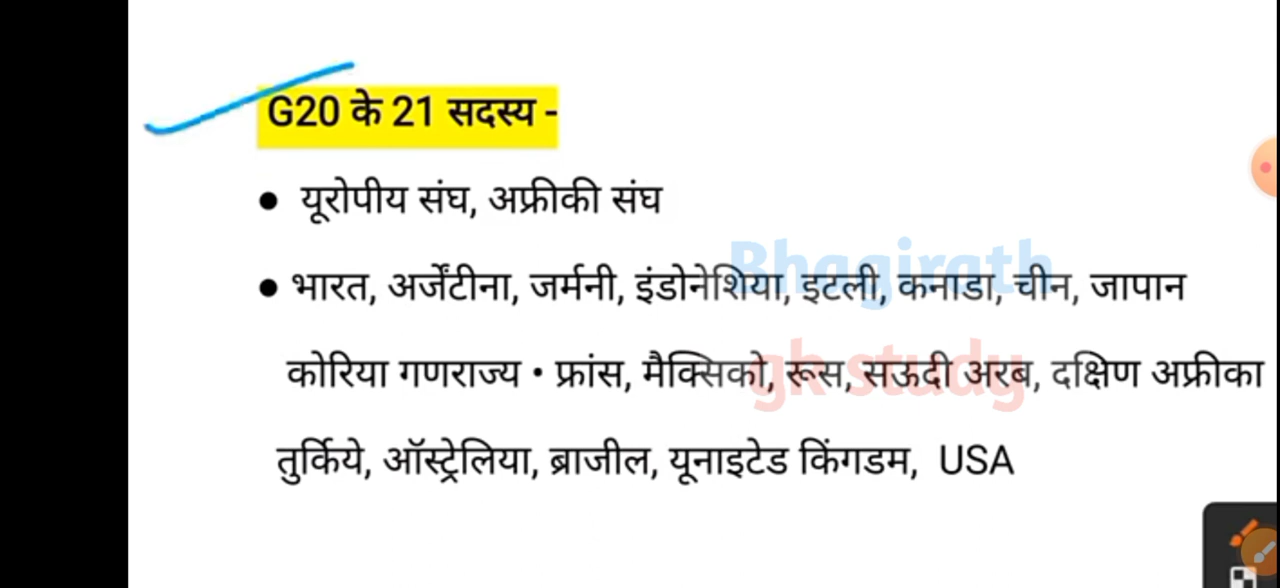 G20 के 21 सदस्य -
● यूरोपीय संघ, अफ्रीकी संघ
● भारत, अर्जेंटीना, जर्मनी, इंडोनेशिया, इटली, कनाडा, चीन, जापान
कोरिया गणराज्य • फ्रांस, मैक्सिको, रूस, सऊदी अरब, दक्षिण अफ्रीका
तुर्किये, ऑस्ट्रेलिया, ब्राजील, यूनाइटेड किंगडम, USA
Bhagirath
gk study